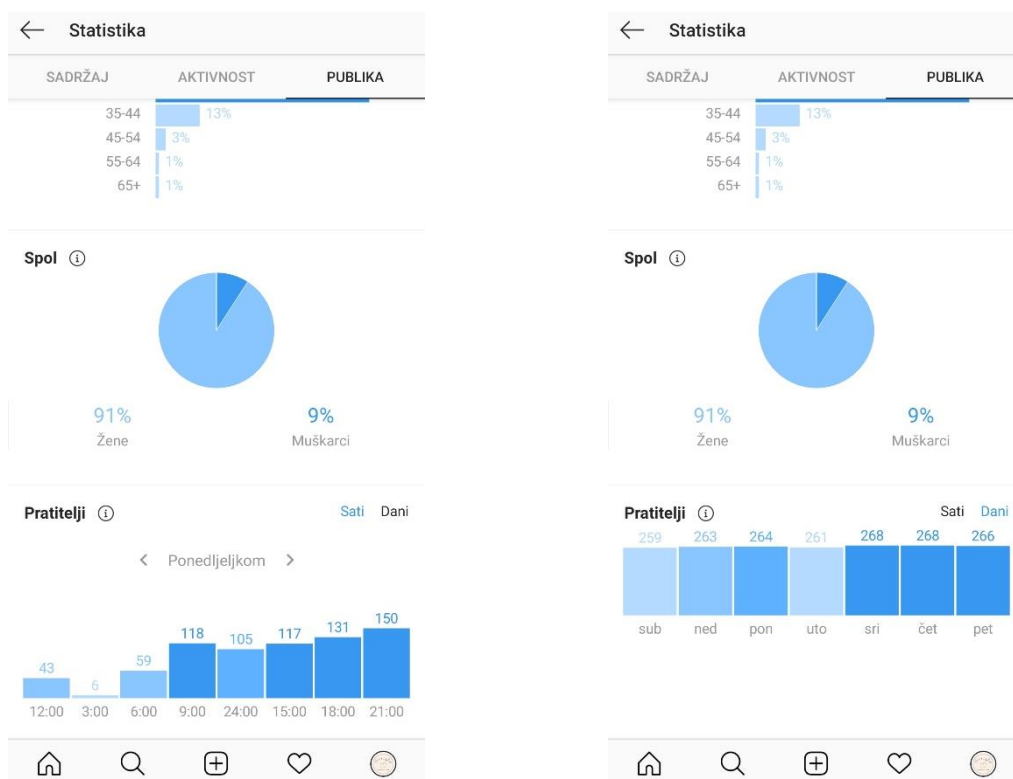 Statistika
SADRŽAJ AKTIVNOST PUBLIKA
35-44 13%
45-54 3%
55-64 1%
65+ 1%
Spol
91% 9%
Žene Muškarci
Pratitelji Sati Dani
Ponedjeljkom
43 6 59 118 105 117 131 150
12:00 3:00 6:00 9:00 24:00 15:00 18:00 21:00
Statistika
SADRŽAJ AKTIVNOST PUBLIKA
35-44 13%
45-54 3%
55-64 1%
65+ 1%
Spol
91% 9%
Žene Muškarci
Pratitelji Sati Dani
259 263 264 261 268 268 266
sub ned pon uto sri čet pet